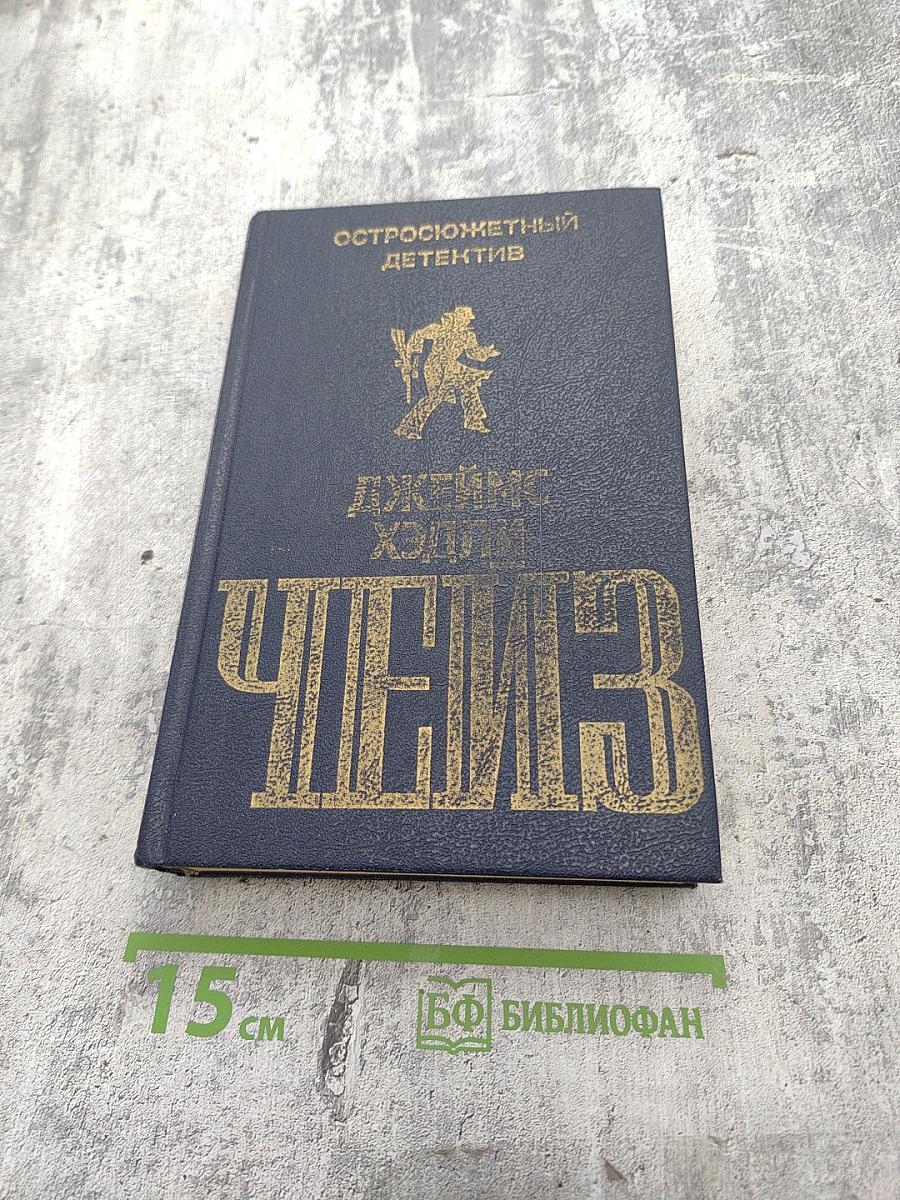 ОСТРОСЮЖЕТНЫЙ
ДЕТЕКТИВ
ДЖЕЙМС
ХЭДЛИ
ЧЕЙЗ
15 см
БФ БИБЛИОФАН